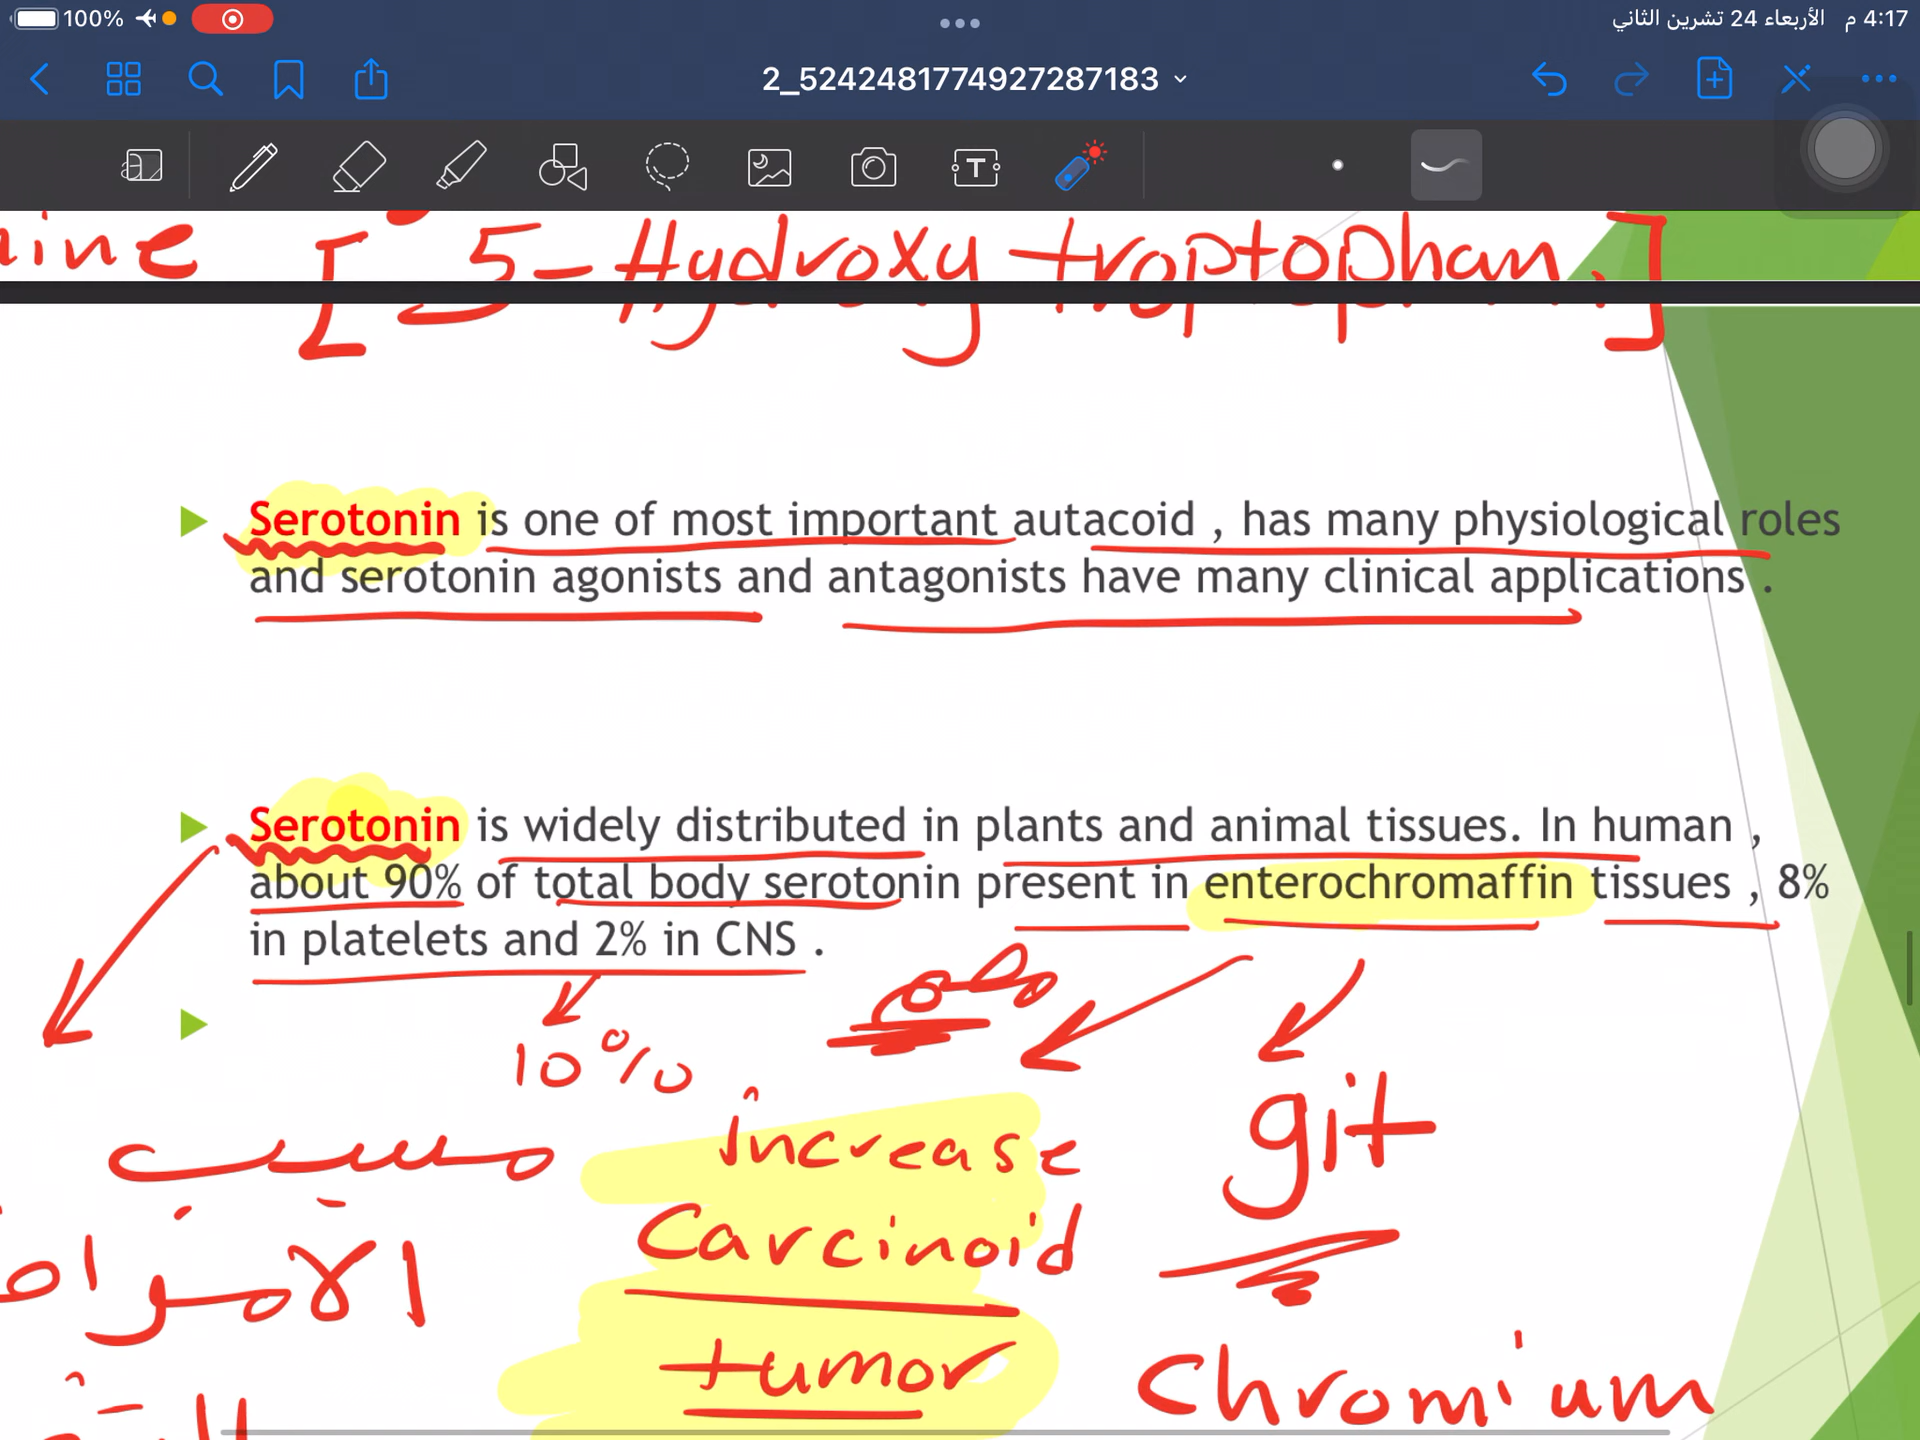 100%
4:17 م الأربعاء 24 تشرين الثاني
2_5242481774927287183
T
[ 5-Hydroxy troptophan.]
Serotonin is one of most important autacoid , has many physiological roles
and serotonin agonists and antagonists have many clinical applications .
Serotonin is widely distributed in plants and animal tissues. In human ,
about 90% of total body serotonin present in enterochromaffin tissues , 8%
in platelets and 2% in CNS .
10%
increase
Carcinoid
tumor
git
Chromium
مسبب